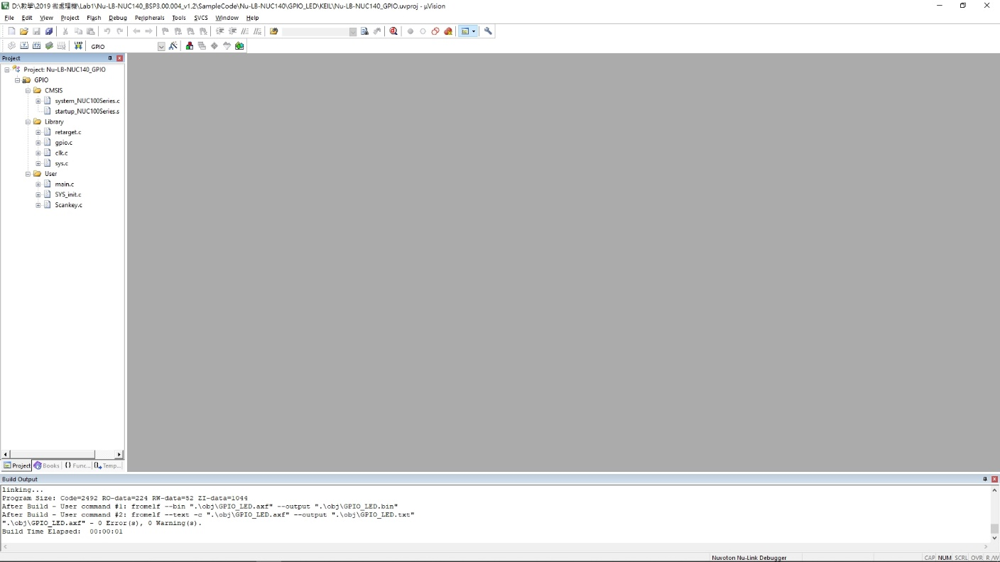 D:\教學\2019 微處理機\Lab1\Nu-LB-NUC140_BSP3.00.004_v1.2\SampleCode\Nu-LB-NUC140\GPIO_LED\KEIL\Nu-LB-NUC140_GPIO.uvproj - µVision
File Edit View Project Flash Debug Peripherals Tools SVCS Window Help
LOAD GPIO
Project
Project: Nu-LB-NUC140_GPIO
GPIO
CMSIS
system_NUC100Series.c
startup_NUC100Series.s
Library
retarget.c
gpio.c
clk.c
sys.c
User
main.c
SYS_init.c
Scankey.c
Project Books {} Func... Temp...
Build Output
linking...
Program Size: Code=2492 RO-data=224 RW-data=52 ZI-data=1044
After Build - User command #1: fromelf --bin ".\obj\GPIO_LED.axf" --output ".\obj\GPIO_LED.bin"
After Build - User command #2: fromelf --text -c ".\obj\GPIO_LED.axf" --output ".\obj\GPIO_LED.txt"
".\obj\GPIO_LED.axf" - 0 Error(s), 0 Warning(s).
Build Time Elapsed:  00:00:01
Nuvoton Nu-Link Debugger CAP NUM SCRL OVR R/W